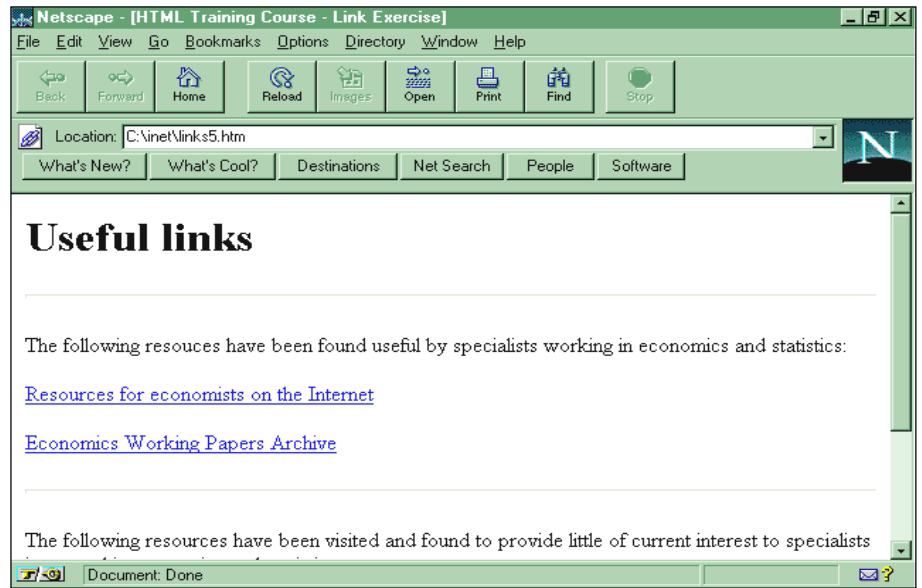 Netscape - [HTML Training Course - Link Exercise]
File Edit View Go Bookmarks Options Directory Window Help
Back Forward Home Reload Images Open Print Find Stop
Location: C:\inet\links5.htm
N
What's New? What's Cool? Destinations Net Search People Software
Useful links
The following resouces have been found useful by specialists working in economics and statistics:
Resources for economists on the Internet
Economics Working Papers Archive
The following resources have been visited and found to provide little of current interest to specialists
Document: Done